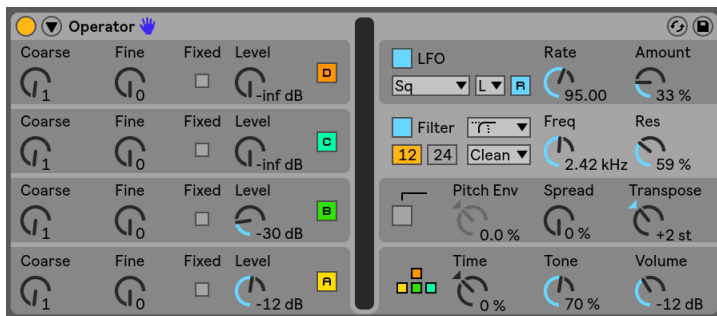 Operator
Coarse Fine Fixed Level
1 0 -inf dB D
Coarse Fine Fixed Level
1 0 -inf dB C
Coarse Fine Fixed Level
1 0 -30 dB B
Coarse Fine Fixed Level
1 0 -12 dB A
LFO Rate Amount
Sq L R 95.00 33 %
Filter Freq Res
12 24 Clean 2.42 kHz 59 %
Pitch Env Spread Transpose
0.0 % 0 % +2 st
Time Tone Volume
0 % 70 % -12 dB